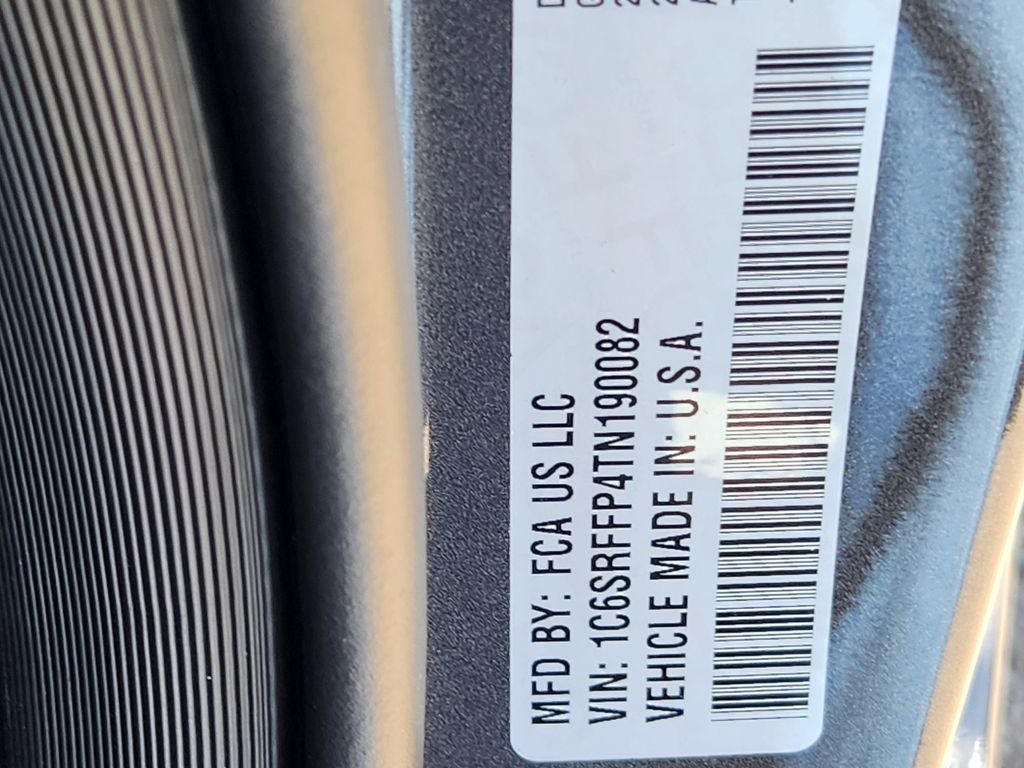 MFD BY: FCA US LLC
VIN: 1C6SRFFP4TN190082
VEHICLE MADE IN: U.S.A.